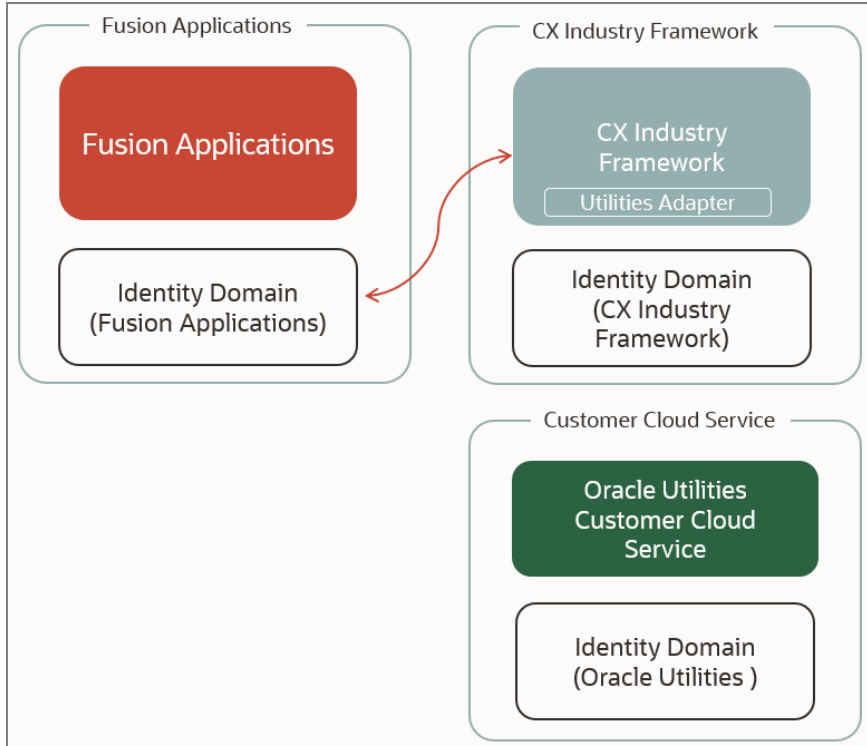 Fusion Applications
Fusion Applications
Identity Domain
(Fusion Applications)
CX Industry Framework
CX Industry
Framework
Utilities Adapter
Identity Domain
(CX Industry
Framework)
Customer Cloud Service
Oracle Utilities
Customer Cloud
Service
Identity Domain
(Oracle Utilities )